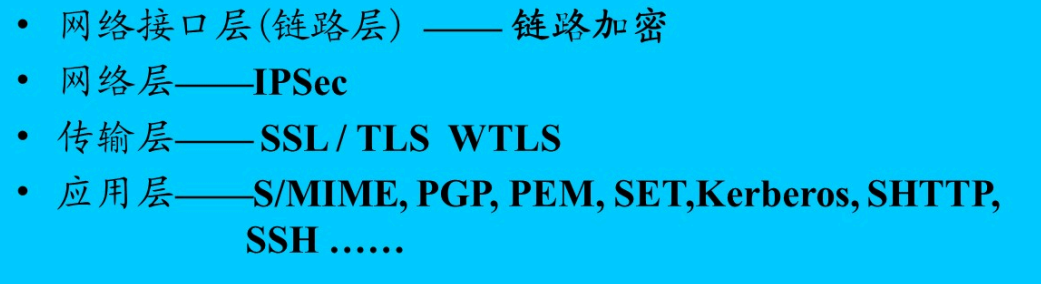 • 网络接口层(链路层) —— 链路加密
• 网络层——IPSec
• 传输层—— SSL / TLS WTLS
• 应用层——S/MIME, PGP, PEM, SET,Kerberos, SHTTP,
SSH ……